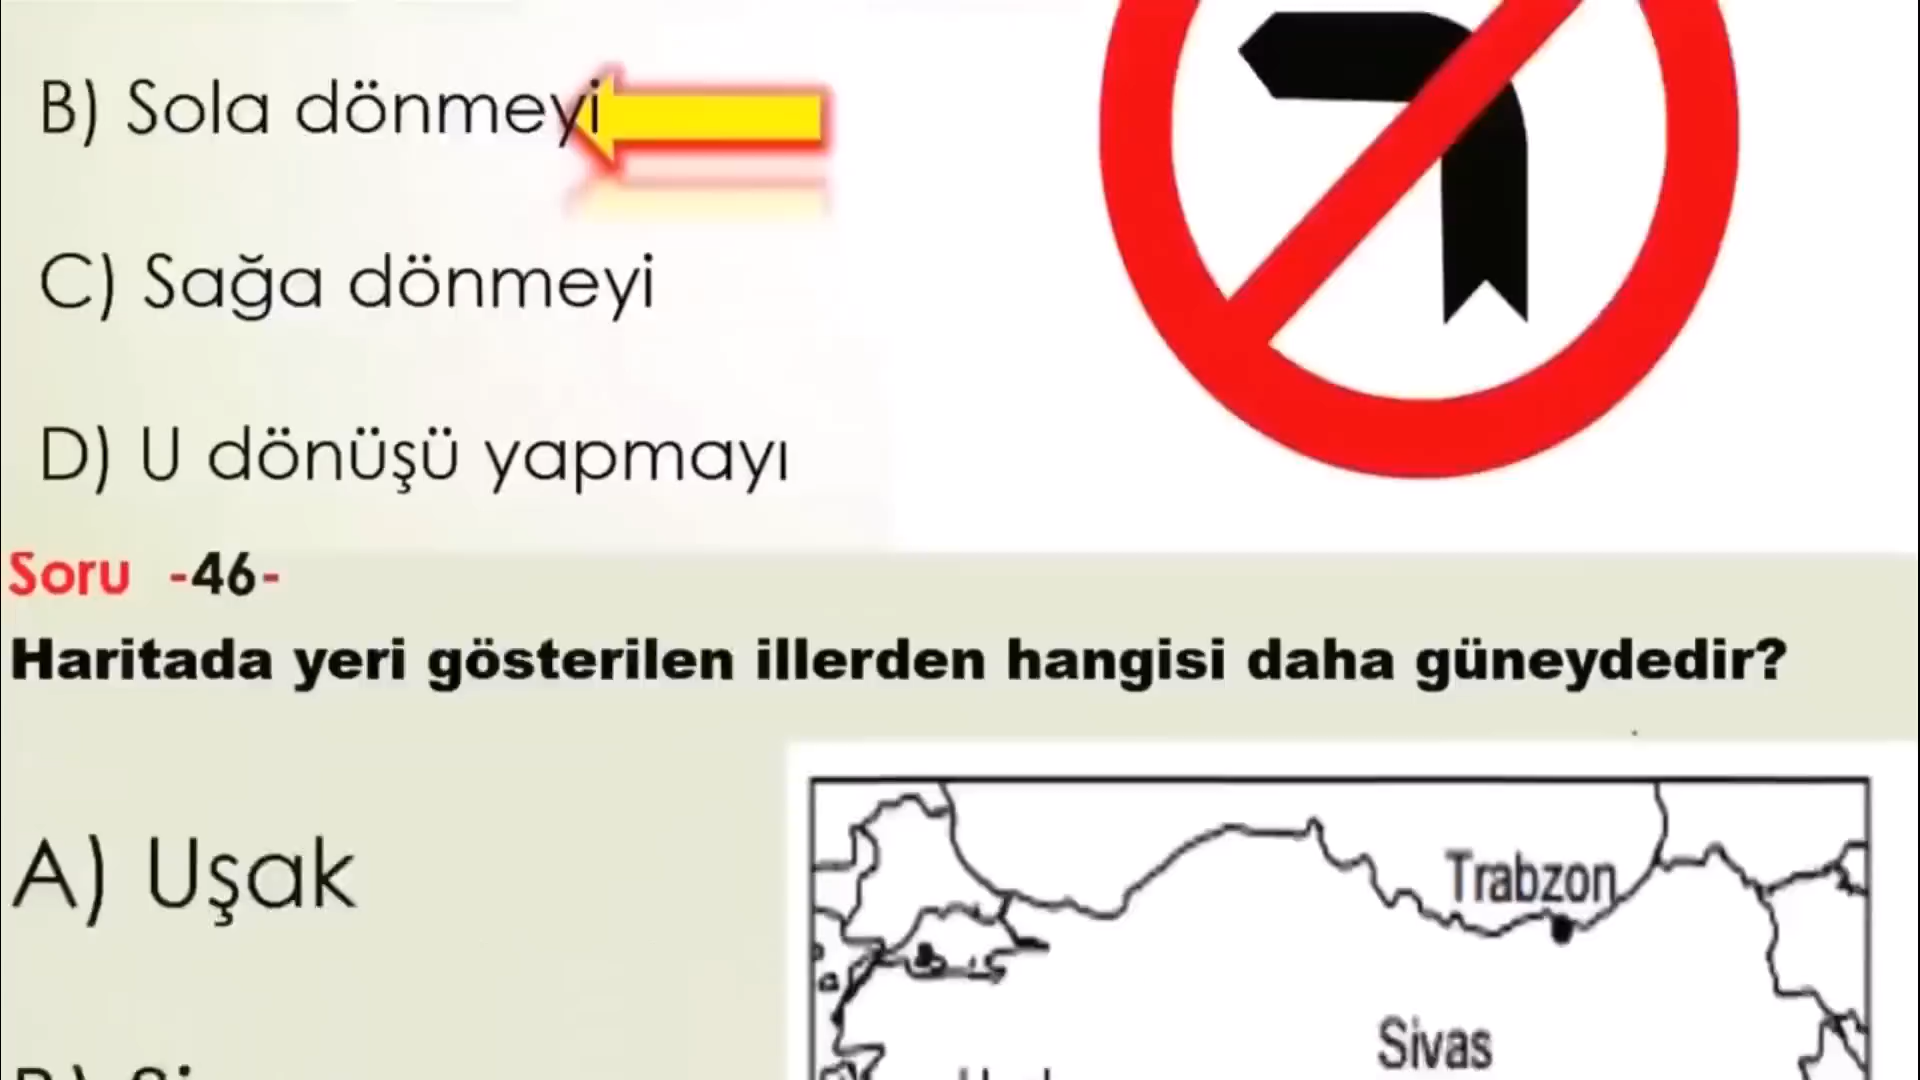 B) Sola dönmeyi
C) Sağa dönmeyi
D) U dönüşü yapmayı
Soru -46-
Haritada yeri gösterilen illerden hangisi daha güneydedir?
A) Uşak
Trabzon
Sivas